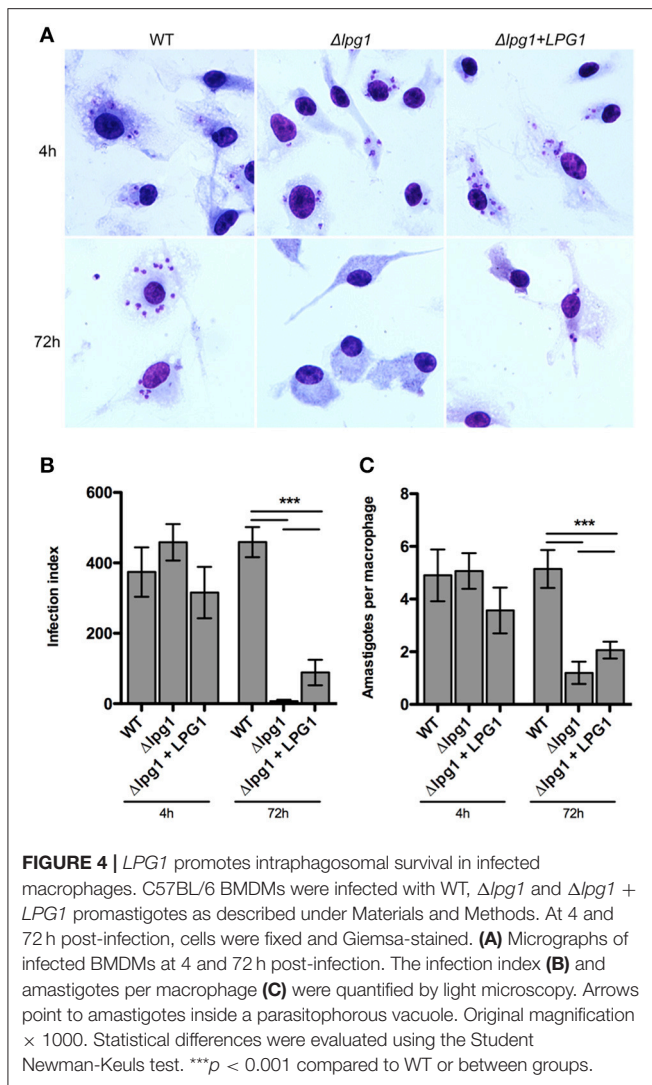 A
WT
Δlpg1
Δlpg1+LPG1
4h
72h
B
C
600
400
200
0
Infection index
***
WT
Δlpg1
Δlpg1 + LPG1
WT
Δlpg1
Δlpg1 + LPG1
4h
72h
8
6
4
2
0
Amastigotes per macrophage
***
WT
Δlpg1
Δlpg1 + LPG1
WT
Δlpg1
Δlpg1 + LPG1
4h
72h
FIGURE 4 | LPG1 promotes intraphagosomal survival in infected
macrophages. C57BL/6 BMDMs were infected with WT, Δlpg1 and Δlpg1 +
LPG1 promastigotes as described under Materials and Methods. At 4 and
72 h post-infection, cells were fixed and Giemsa-stained. (A) Micrographs of
infected BMDMs at 4 and 72 h post-infection. The infection index (B) and
amastigotes per macrophage (C) were quantified by light microscopy. Arrows
point to amastigotes inside a parasitophorous vacuole. Original magnification
× 1000. Statistical differences were evaluated using the Student
Newman-Keuls test. ***p < 0.001 compared to WT or between groups.